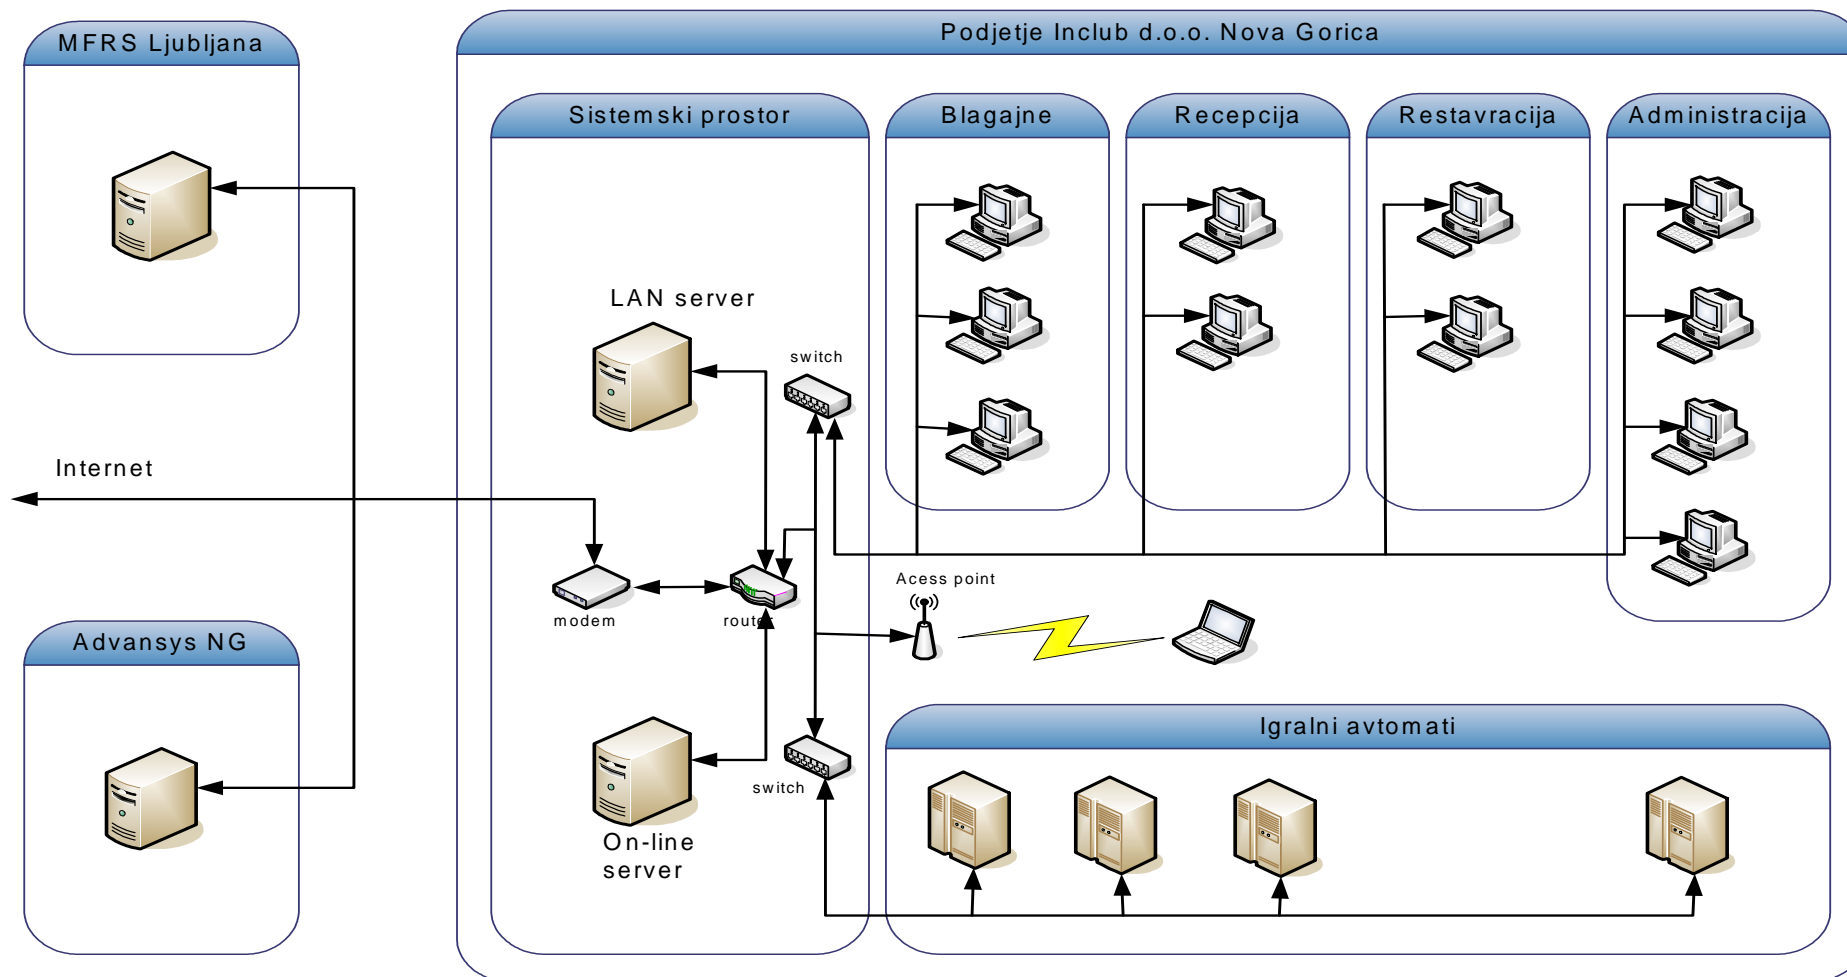 MFRS Ljubljana
Podjetje Inclub d.o.o. Nova Gorica
Sistemski prostor
Blagajne
Recepcija
Restavracija
Administracija
LAN server
switch
Internet
Acess point
modem
router
Advansys NG
Igralni avtomati
switch
On-line
server